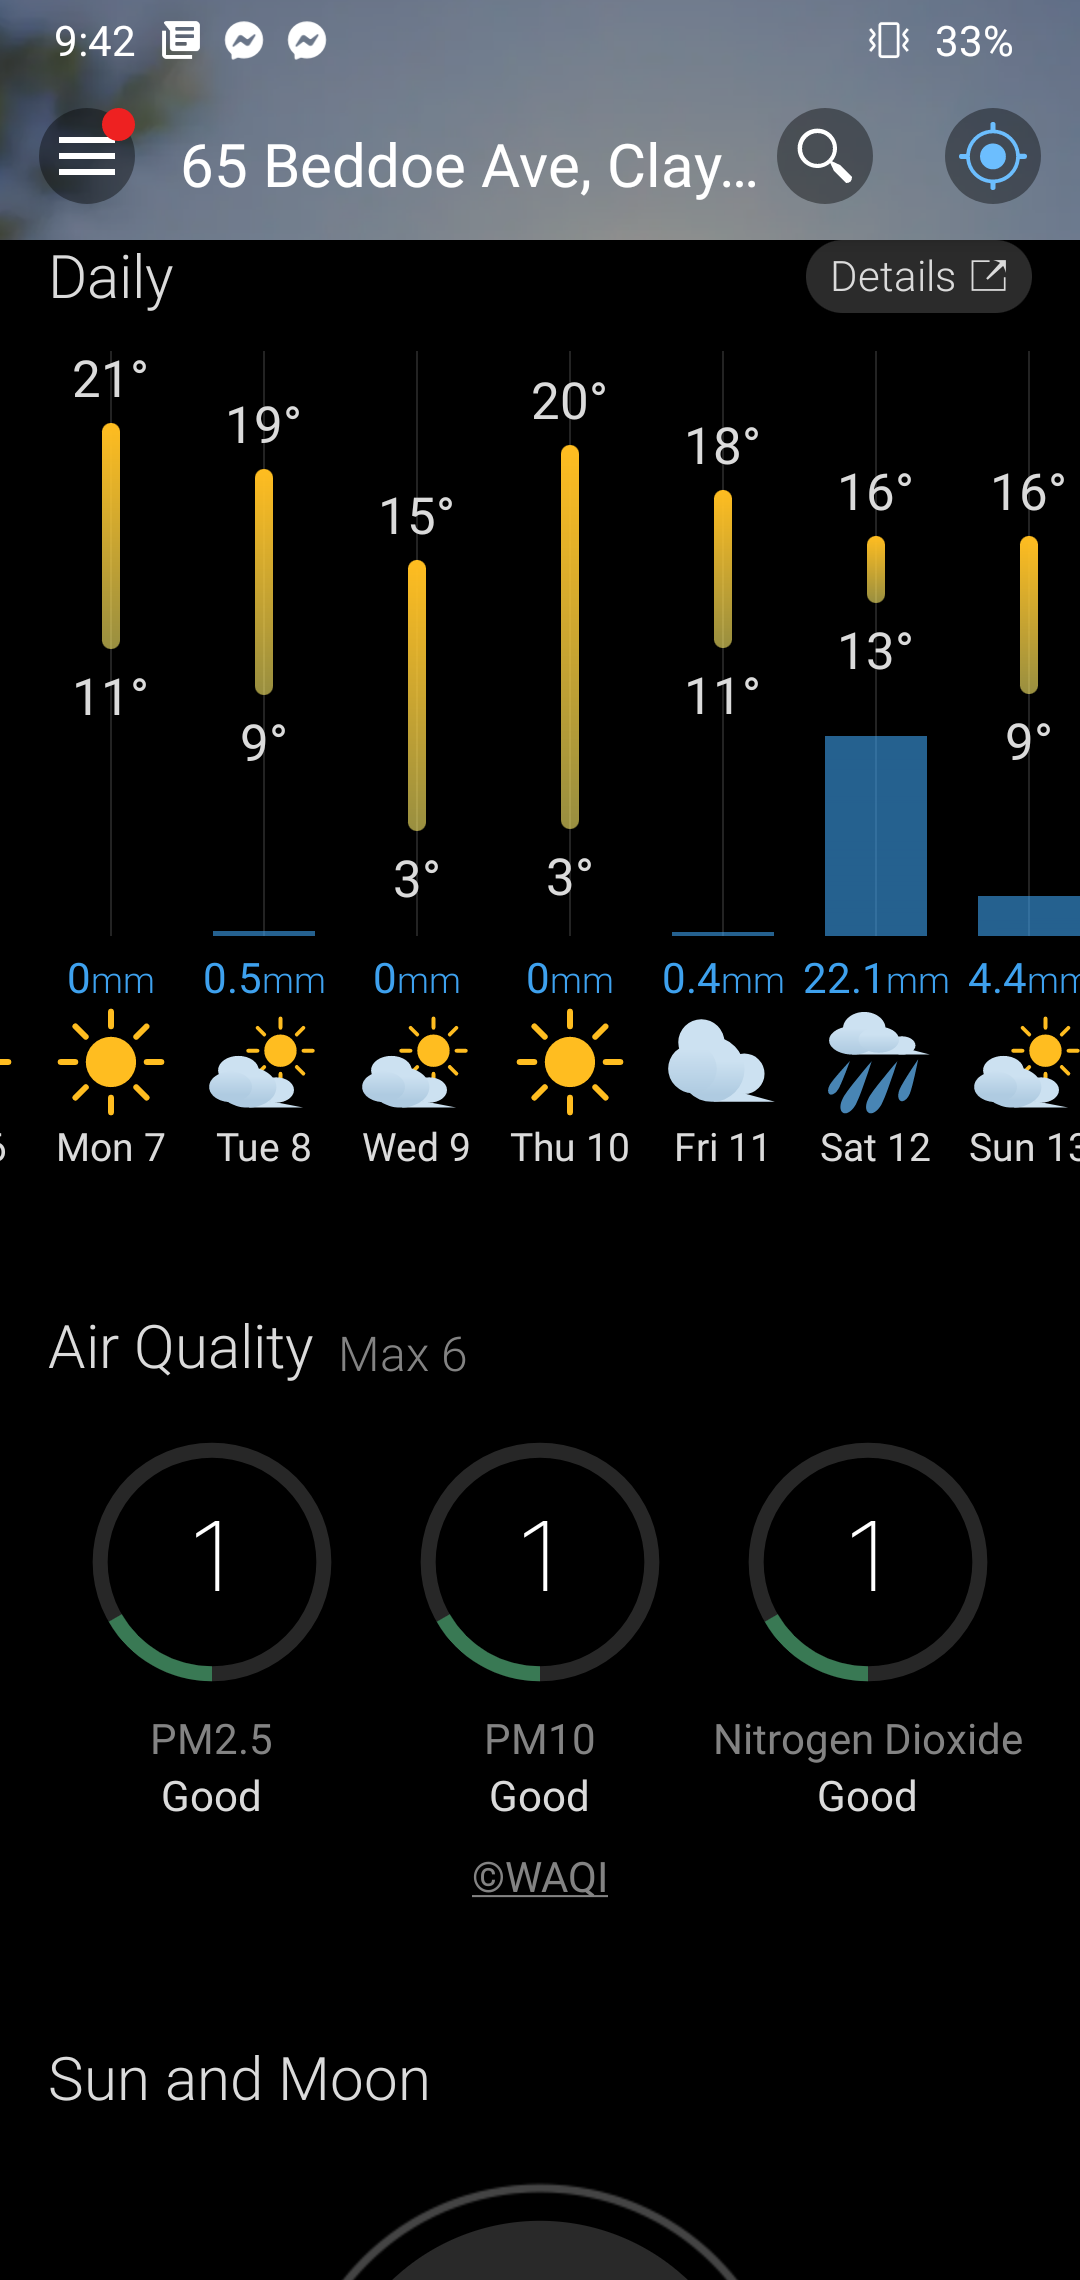 9:42 33%
65 Beddoe Ave, Clay...
Daily Details
21° 19° 15° 20° 18° 16° 16°
11° 9° 3° 3° 11° 13° 9°
0mm 0.5mm 0mm 0mm 0.4mm 22.1mm 4.4mm
6 Mon 7 Tue 8 Wed 9 Thu 10 Fri 11 Sat 12 Sun 13
Air Quality Max 6
1 1 1
PM2.5 PM10 Nitrogen Dioxide
Good Good Good
©WAQI
Sun and Moon